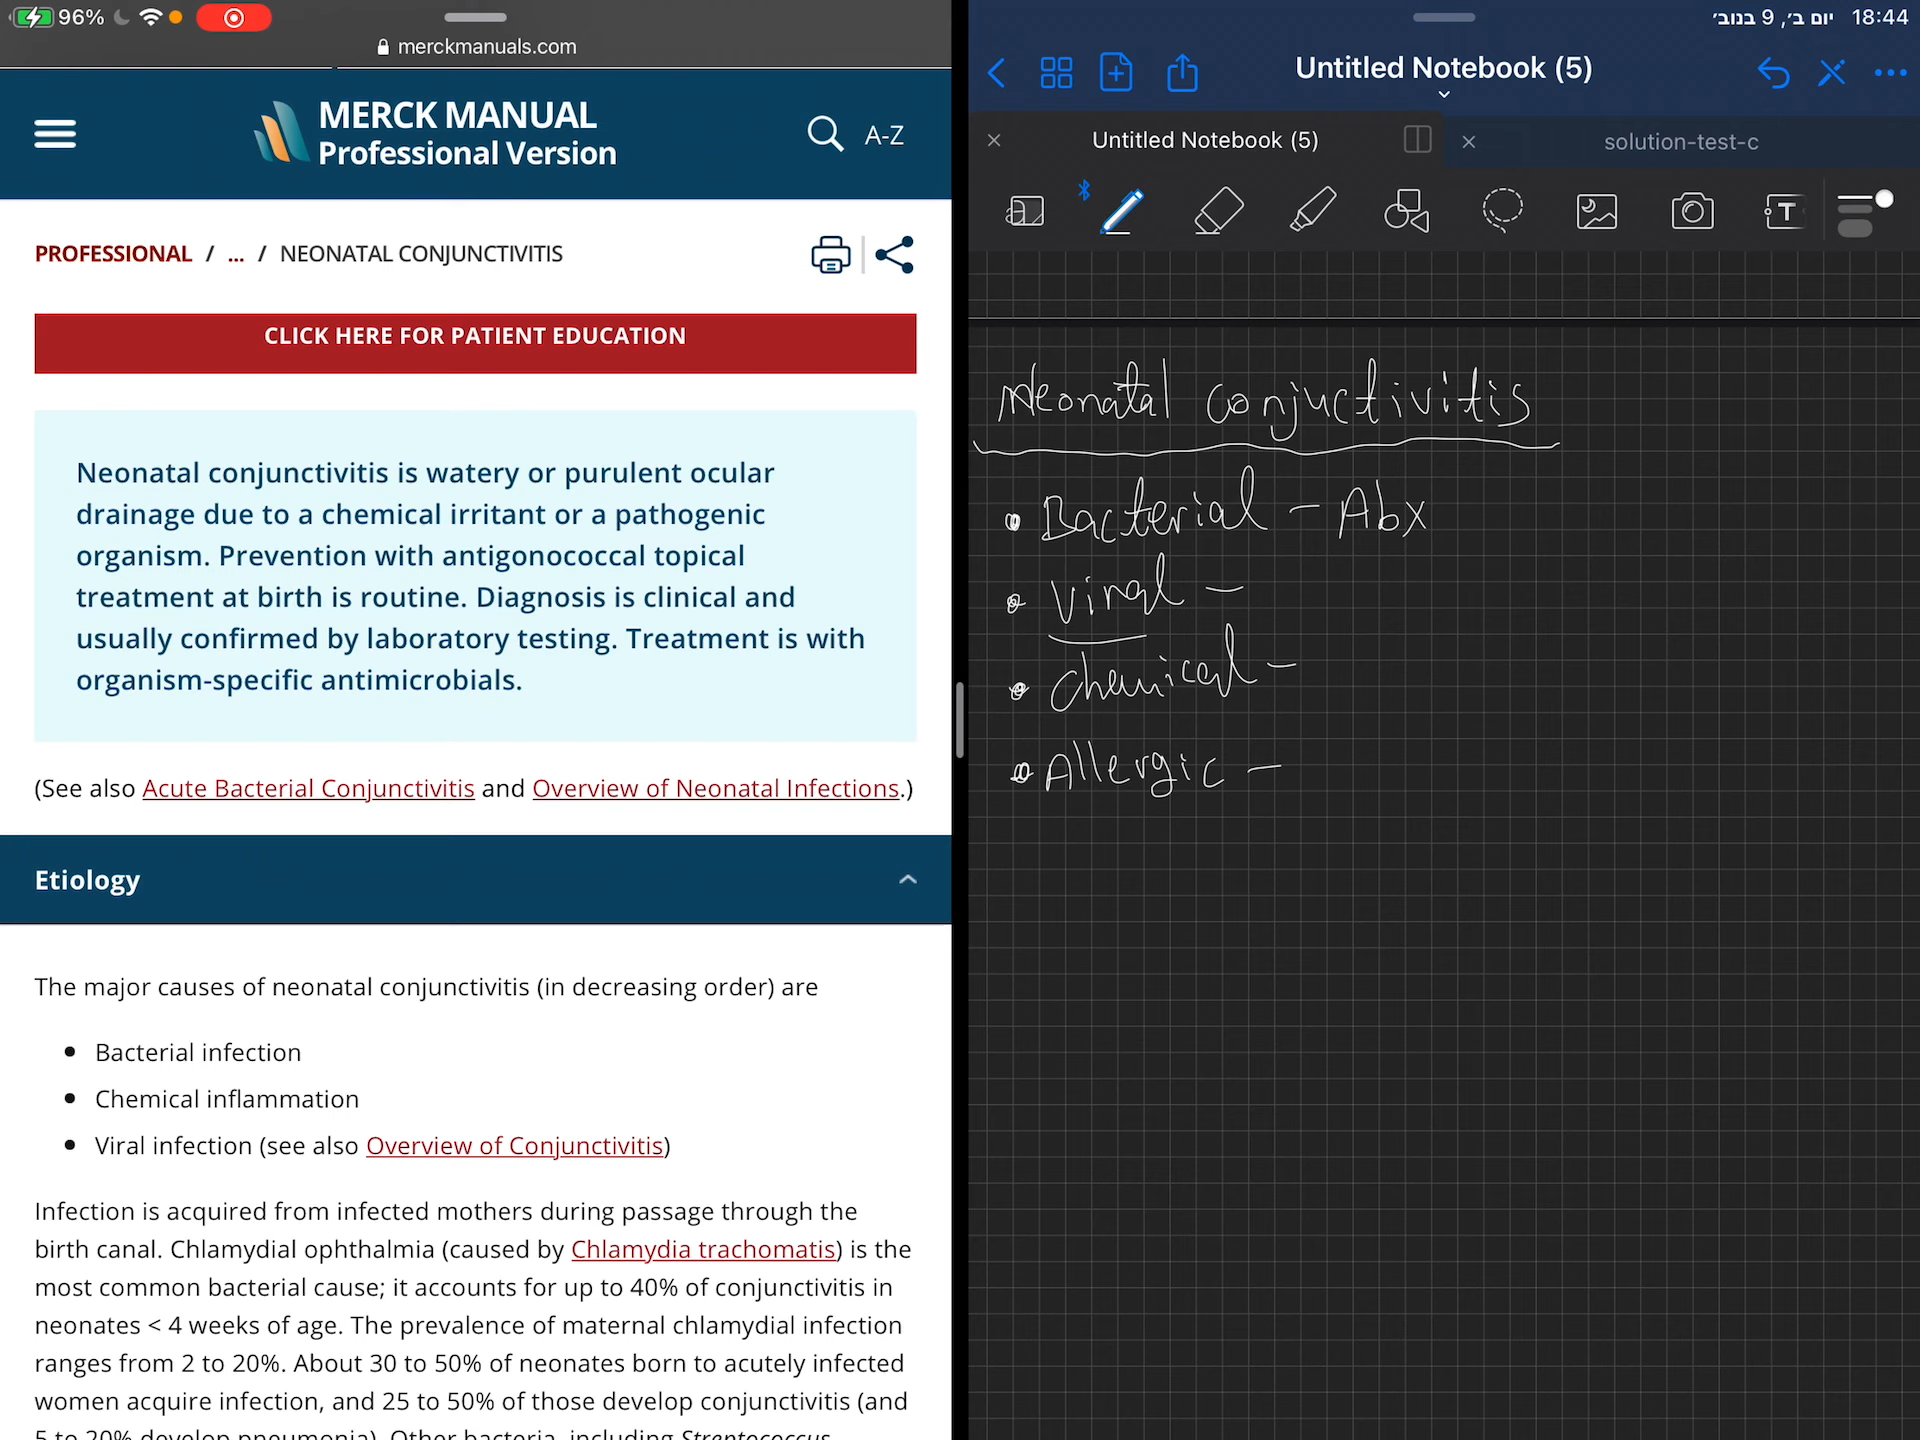 96%
merckmanuals.com
MERCK MANUAL
Professional Version
A-Z
PROFESSIONAL / ... / NEONATAL CONJUNCTIVITIS
CLICK HERE FOR PATIENT EDUCATION
Neonatal conjunctivitis is watery or purulent ocular
drainage due to a chemical irritant or a pathogenic
organism. Prevention with antigonococcal topical
treatment at birth is routine. Diagnosis is clinical and
usually confirmed by laboratory testing. Treatment is with
organism-specific antimicrobials.
(See also Acute Bacterial Conjunctivitis and Overview of Neonatal Infections.)
Etiology
The major causes of neonatal conjunctivitis (in decreasing order) are
• Bacterial infection
• Chemical inflammation
• Viral infection (see also Overview of Conjunctivitis)
Infection is acquired from infected mothers during passage through the
birth canal. Chlamydial ophthalmia (caused by Chlamydia trachomatis) is the
most common bacterial cause; it accounts for up to 40% of conjunctivitis in
neonates < 4 weeks of age. The prevalence of maternal chlamydial infection
ranges from 2 to 20%. About 30 to 50% of neonates born to acutely infected
women acquire infection, and 25 to 50% of those develop conjunctivitis (and
5 to 20% develop pneumonia). Other bacteria, including Streptococcus
יום ב׳, 9 בנוב׳ 18:44
Untitled Notebook (5)
Untitled Notebook (5)
solution-test-c
Neonatal conjuctivitis
• Bacterial - Abx
• Viral -
• Chemical -
• Allergic -